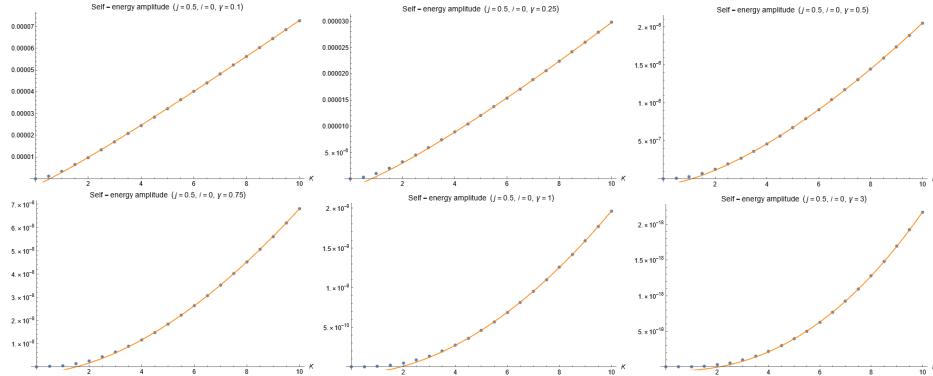 Self − energy amplitude (j = 0.5, i = 0, γ = 0.1)
0.00007
0.00006
0.00005
0.00004
0.00003
0.00002
0.00001
2 4 6 8 10 K
Self − energy amplitude (j = 0.5, i = 0, γ = 0.25)
0.000030
0.000025
0.000020
0.000015
0.000010
5. × 10⁻⁶
2 4 6 8 10 K
Self − energy amplitude (j = 0.5, i = 0, γ = 0.5)
2. × 10⁻⁶
1.5 × 10⁻⁶
1. × 10⁻⁶
5. × 10⁻⁷
2 4 6 8 10
Self − energy amplitude (j = 0.5, i = 0, γ = 0.75)
7. × 10⁻⁸
6. × 10⁻⁸
5. × 10⁻⁸
4. × 10⁻⁸
3. × 10⁻⁸
2. × 10⁻⁸
1. × 10⁻⁸
2 4 6 8 10 K
Self − energy amplitude (j = 0.5, i = 0, γ = 1)
2. × 10⁻⁹
1.5 × 10⁻⁹
1. × 10⁻⁹
5. × 10⁻¹⁰
2 4 6 8 10 K
Self − energy amplitude (j = 0.5, i = 0, γ = 3)
2. × 10⁻¹⁸
1.5 × 10⁻¹⁸
1. × 10⁻¹⁸
5. × 10⁻¹⁹
2 4 6 8 10